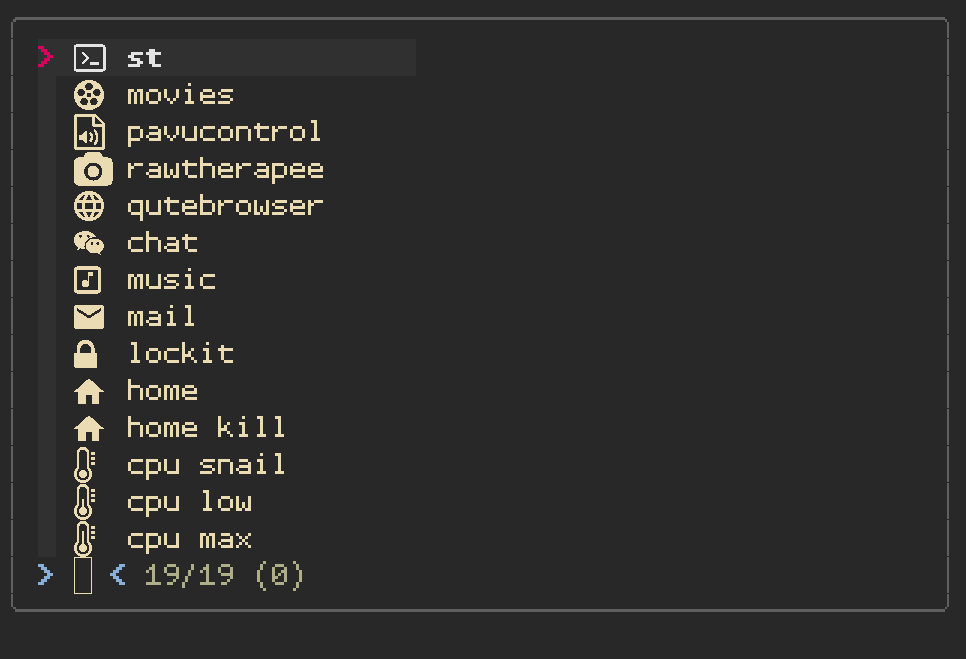 > st
movies
pavucontrol
rawtherapee
qutebrowser
chat
music
mail
lockit
home
home kill
cpu snail
cpu low
cpu max
> < 19/19 (0)